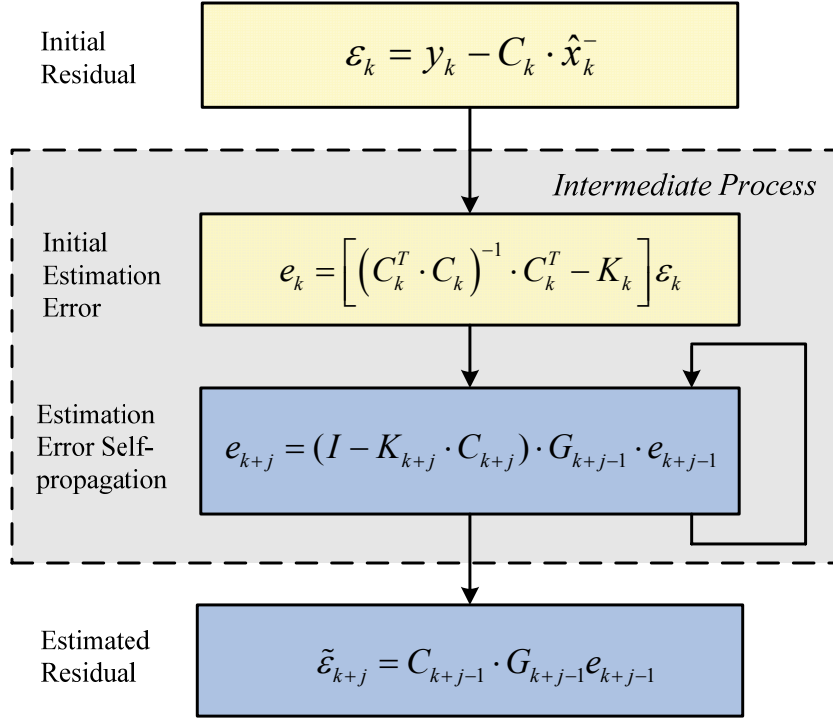 Initial
Residual
ε_k = y_k − C_k · x̂_k^−
Intermediate Process
Initial
Estimation
Error
e_k = [(C_k^T · C_k)^{−1} · C_k^T − K_k] ε_k
Estimation
Error Self-
propagation
e_{k+j} = (I − K_{k+j} · C_{k+j}) · G_{k+j−1} · e_{k+j−1}
Estimated
Residual
ε̃_{k+j} = C_{k+j−1} · G_{k+j−1} e_{k+j−1}